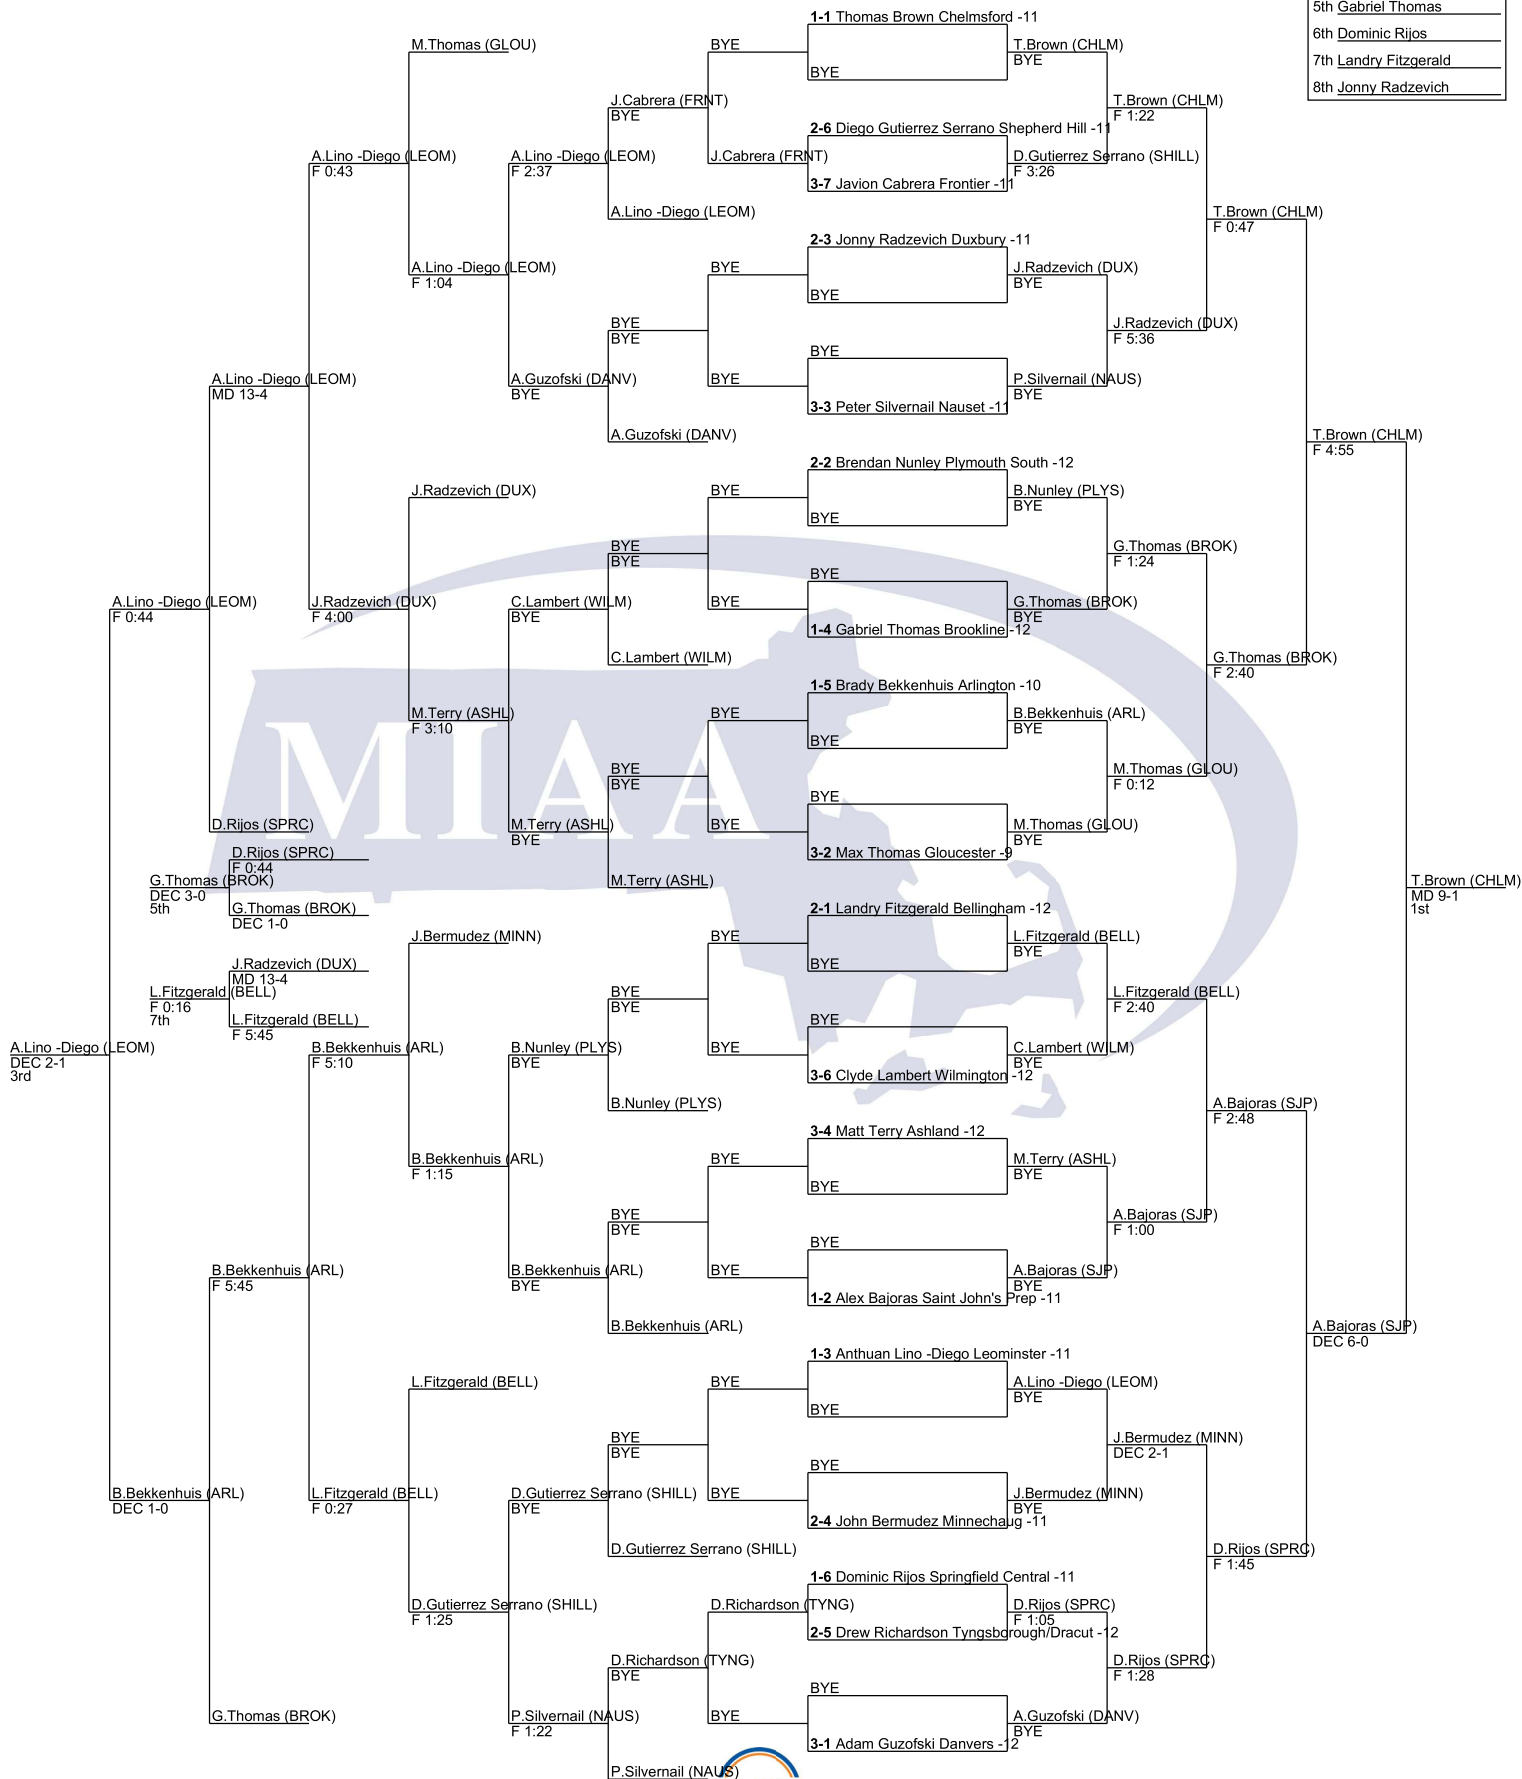 5th Gabriel Thomas
6th Dominic Rijos
7th Landry Fitzgerald
8th Jonny Radzevich
1-1 Thomas Brown Chelmsford -11
BYE
2-6 Diego Gutierrez Serrano Shepherd Hill -11
3-7 Javion Cabrera Frontier -11
2-3 Jonny Radzevich Duxbury -11
BYE
BYE
3-3 Peter Silvernail Nauset -11
2-2 Brendan Nunley Plymouth South -12
BYE
BYE
1-4 Gabriel Thomas Brookline -12
1-5 Brady Bekkenhuis Arlington -10
BYE
BYE
3-2 Max Thomas Gloucester -9
2-1 Landry Fitzgerald Bellingham -12
BYE
BYE
3-6 Clyde Lambert Wilmington -12
3-4 Matt Terry Ashland -12
BYE
BYE
1-2 Alex Bajoras Saint John's Prep -11
1-3 Anthuan Lino -Diego Leominster -11
BYE
BYE
2-4 John Bermudez Minnechaug -11
1-6 Dominic Rijos Springfield Central -11
2-5 Drew Richardson Tyngsborough/Dracut -12
BYE
3-1 Adam Guzofski Danvers -12
T.Brown (CHLM)
BYE
D.Gutierrez Serrano (SHILL)
F 3:26
J.Radzevich (DUX)
BYE
P.Silvernail (NAUS)
BYE
B.Nunley (PLYS)
BYE
G.Thomas (BROK)
BYE
B.Bekkenhuis (ARL)
BYE
M.Thomas (GLOU)
BYE
L.Fitzgerald (BELL)
BYE
C.Lambert (WILM)
BYE
M.Terry (ASHL)
BYE
A.Bajoras (SJP)
BYE
A.Lino -Diego (LEOM)
BYE
J.Bermudez (MINN)
BYE
D.Rijos (SPRC)
F 1:05
A.Guzofski (DANV)
BYE
T.Brown (CHLM)
F 1:22
J.Radzevich (DUX)
F 5:36
G.Thomas (BROK)
F 1:24
M.Thomas (GLOU)
F 0:12
L.Fitzgerald (BELL)
F 2:40
A.Bajoras (SJP)
F 1:00
J.Bermudez (MINN)
DEC 2-1
D.Rijos (SPRC)
F 1:28
T.Brown (CHLM)
F 0:47
G.Thomas (BROK)
F 2:40
A.Bajoras (SJP)
F 2:48
D.Rijos (SPRC)
F 1:45
T.Brown (CHLM)
F 4:55
A.Bajoras (SJP)
DEC 6-0
T.Brown (CHLM)
MD 9-1
1st
BYE
J.Cabrera (FRNT)
BYE
BYE
BYE
BYE
BYE
BYE
BYE
BYE
BYE
BYE
BYE
BYE
D.Richardson (TYNG)
BYE
J.Cabrera (FRNT)
BYE
A.Lino -Diego (LEOM)
BYE
BYE
A.Guzofski (DANV)
BYE
BYE
C.Lambert (WILM)
BYE
BYE
M.Terry (ASHL)
BYE
BYE
B.Nunley (PLYS)
BYE
BYE
B.Bekkenhuis (ARL)
BYE
BYE
D.Gutierrez Serrano (SHILL)
D.Richardson (TYNG)
BYE
P.Silvernail (NAUS)
A.Lino -Diego (LEOM)
F 2:37
A.Guzofski (DANV)
BYE
C.Lambert (WILM)
BYE
M.Terry (ASHL)
BYE
B.Nunley (PLYS)
BYE
B.Bekkenhuis (ARL)
BYE
D.Gutierrez Serrano (SHILL)
BYE
P.Silvernail (NAUS)
F 1:22
M.Thomas (GLOU)
A.Lino -Diego (LEOM)
F 1:04
J.Radzevich (DUX)
M.Terry (ASHL)
F 3:10
J.Bermudez (MINN)
B.Bekkenhuis (ARL)
F 1:15
L.Fitzgerald (BELL)
D.Gutierrez Serrano (SHILL)
F 1:25
A.Lino -Diego (LEOM)
F 0:43
J.Radzevich (DUX)
F 4:00
B.Bekkenhuis (ARL)
F 5:10
L.Fitzgerald (BELL)
F 0:27
A.Lino -Diego (LEOM)
MD 13-4
D.Rijos (SPRC)
B.Bekkenhuis (ARL)
F 5:45
G.Thomas (BROK)
A.Lino -Diego (LEOM)
F 0:44
B.Bekkenhuis (ARL)
DEC 1-0
A.Lino -Diego (LEOM)
DEC 2-1
3rd
D.Rijos (SPRC)
F 0:44
G.Thomas (BROK)
DEC 3-0
5th
G.Thomas (BROK)
DEC 1-0
J.Radzevich (DUX)
MD 13-4
L.Fitzgerald (BELL)
F 0:16
7th
L.Fitzgerald (BELL)
F 5:45
MIAA